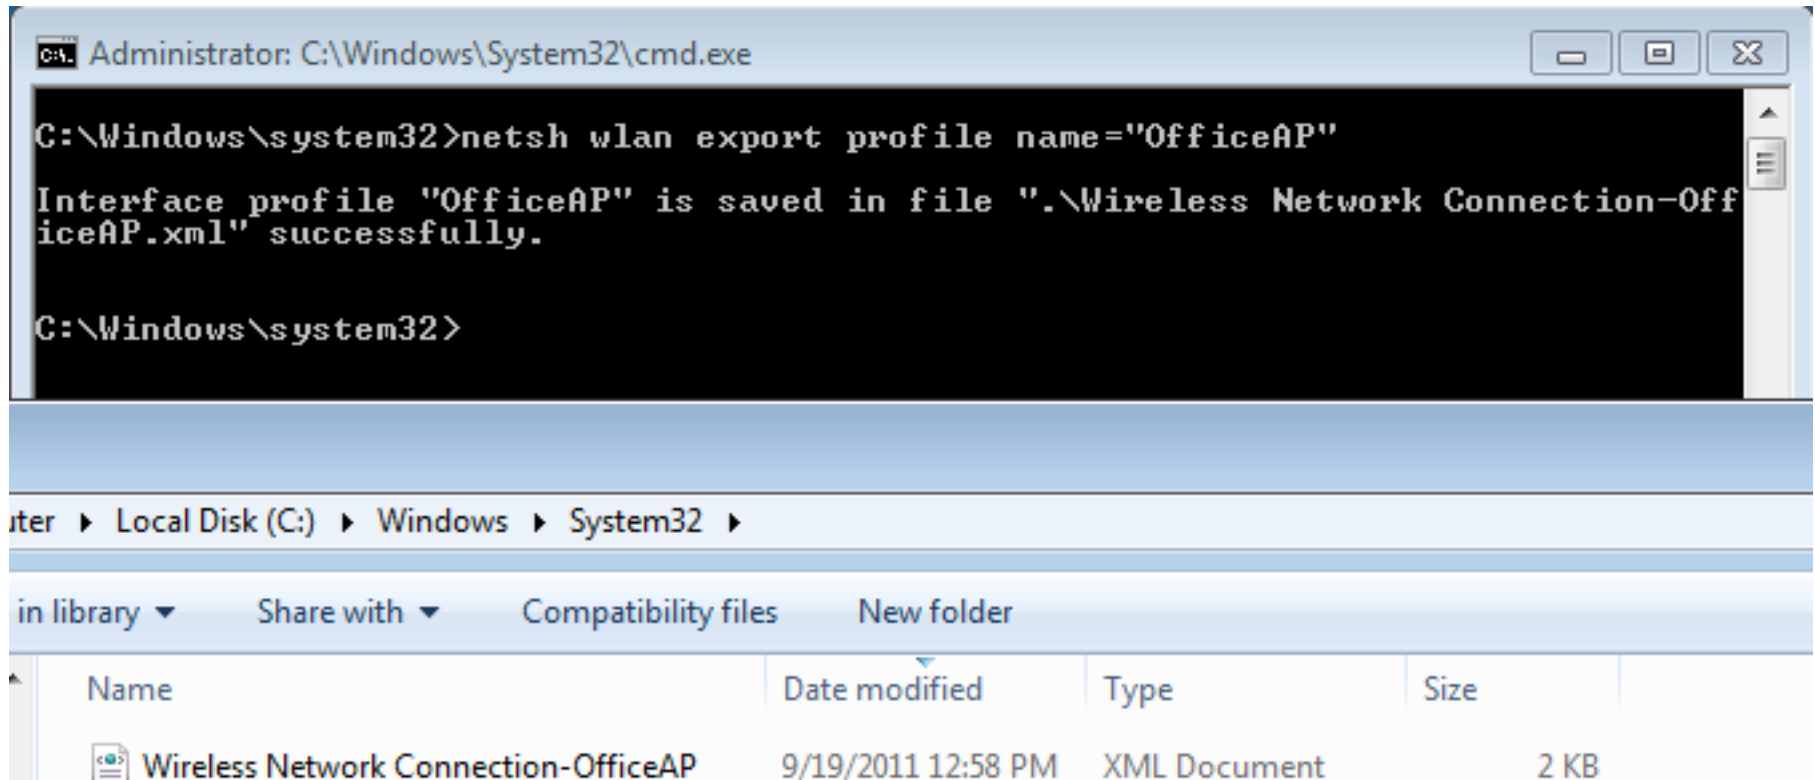 Administrator: C:\Windows\System32\cmd.exe
C:\Windows\system32>netsh wlan export profile name="OfficeAP"
Interface profile "OfficeAP" is saved in file ".\Wireless Network Connection-Off
iceAP.xml" successfully.
C:\Windows\system32>
uter Local Disk (C:) Windows System32
in library Share with Compatibility files New folder
Name Date modified Type Size
Wireless Network Connection-OfficeAP 9/19/2011 12:58 PM XML Document 2 KB